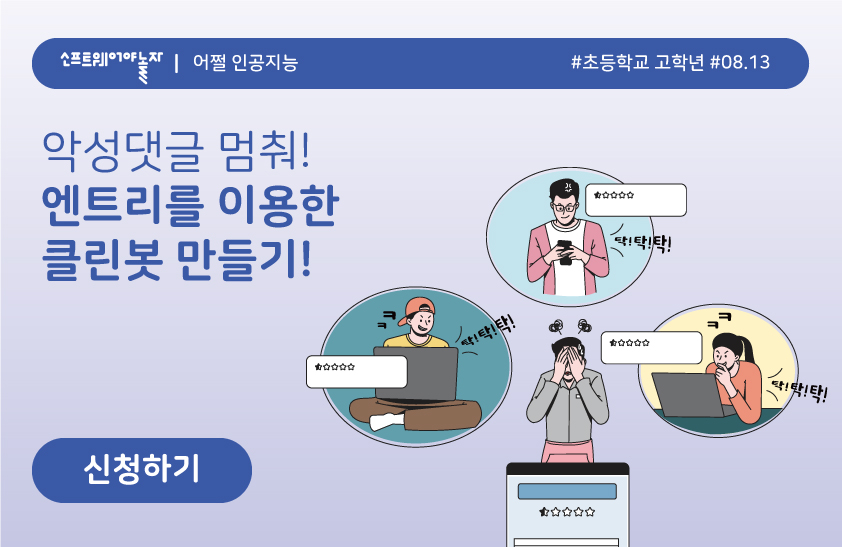 소프트웨어야 놀자 | 어쩔 인공지능
#초등학교 고학년 #08.13
악성댓글 멈춰!
엔트리를 이용한
클린봇 만들기!
탁!탁!탁!
ㅋㅋ
탁!탁!탁!
ㅋㅋ
탁!탁!탁!
신청하기